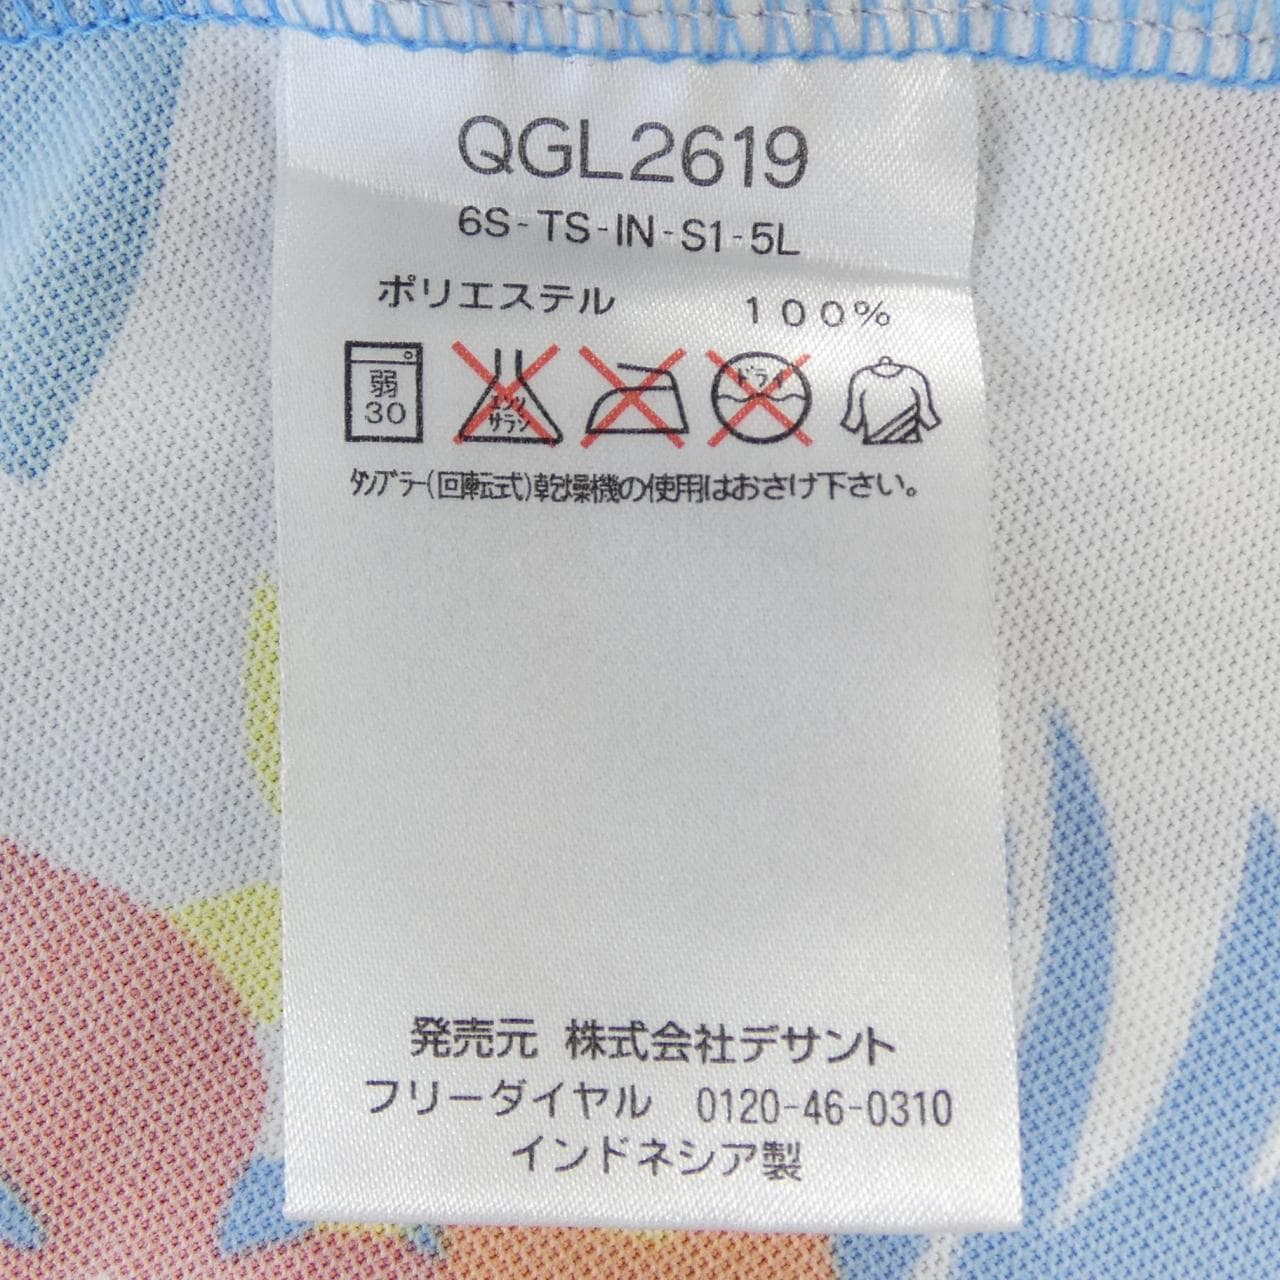 QGL2619
6S-TS-IN-S1-5L
ポリエステル 100%
弱
30
エンソ
サラシ
ドライ
タンブラー(回転式)乾燥機の使用はおさけ下さい。
発売元 株式会社デサント
フリーダイヤル 0120-46-0310
インドネシア製